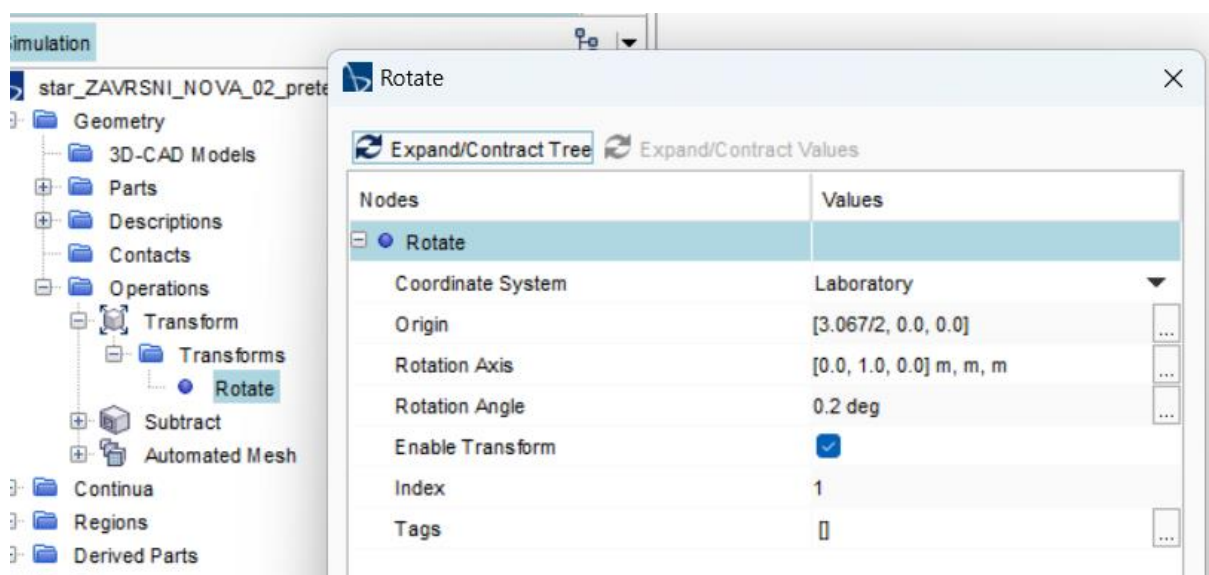 imulation
star_ZAVRSNI_NOVA_02_prete
Geometry
3D-CAD Models
Parts
Descriptions
Contacts
Operations
Transform
Transforms
Rotate
Subtract
Automated Mesh
Continua
Regions
Derived Parts
Rotate
Expand/Contract Tree Expand/Contract Values
Nodes Values
Rotate
Coordinate System Laboratory
Origin [3.067/2, 0.0, 0.0] ...
Rotation Axis [0.0, 1.0, 0.0] m, m, m ...
Rotation Angle 0.2 deg ...
Enable Transform
Index 1
Tags [] ...